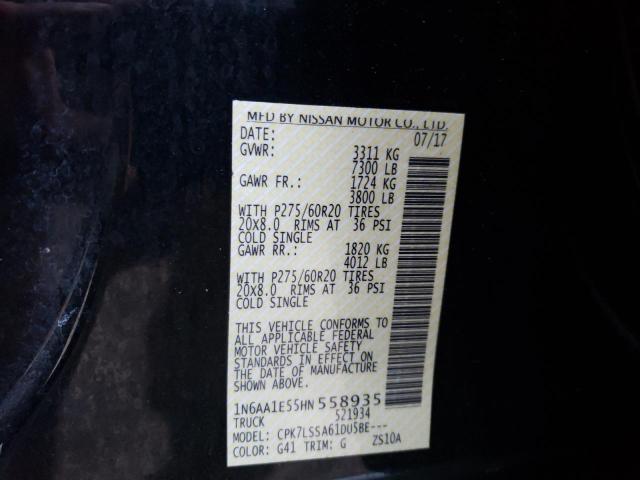 MFD BY NISSAN MOTOR CO., LTD.
DATE: 07/17
GVWR: 3311 KG
7300 LB
GAWR FR.: 1724 KG
3800 LB
WITH P275/60R20 TIRES
20X8.0 RIMS AT 36 PSI
COLD SINGLE
GAWR RR.: 1820 KG
4012 LB
WITH P275/60R20 TIRES
20X8.0 RIMS AT 36 PSI
COLD SINGLE
THIS VEHICLE CONFORMS TO
ALL APPLICABLE FEDERAL
MOTOR VEHICLE SAFETY
STANDARDS IN EFFECT ON
THE DATE OF MANUFACTURE
SHOWN ABOVE.
1N6AA1E55HN558935
TRUCK 521934
MODEL: CPK7LSSA61DU5BE---
COLOR: G41 TRIM: G ZS10A